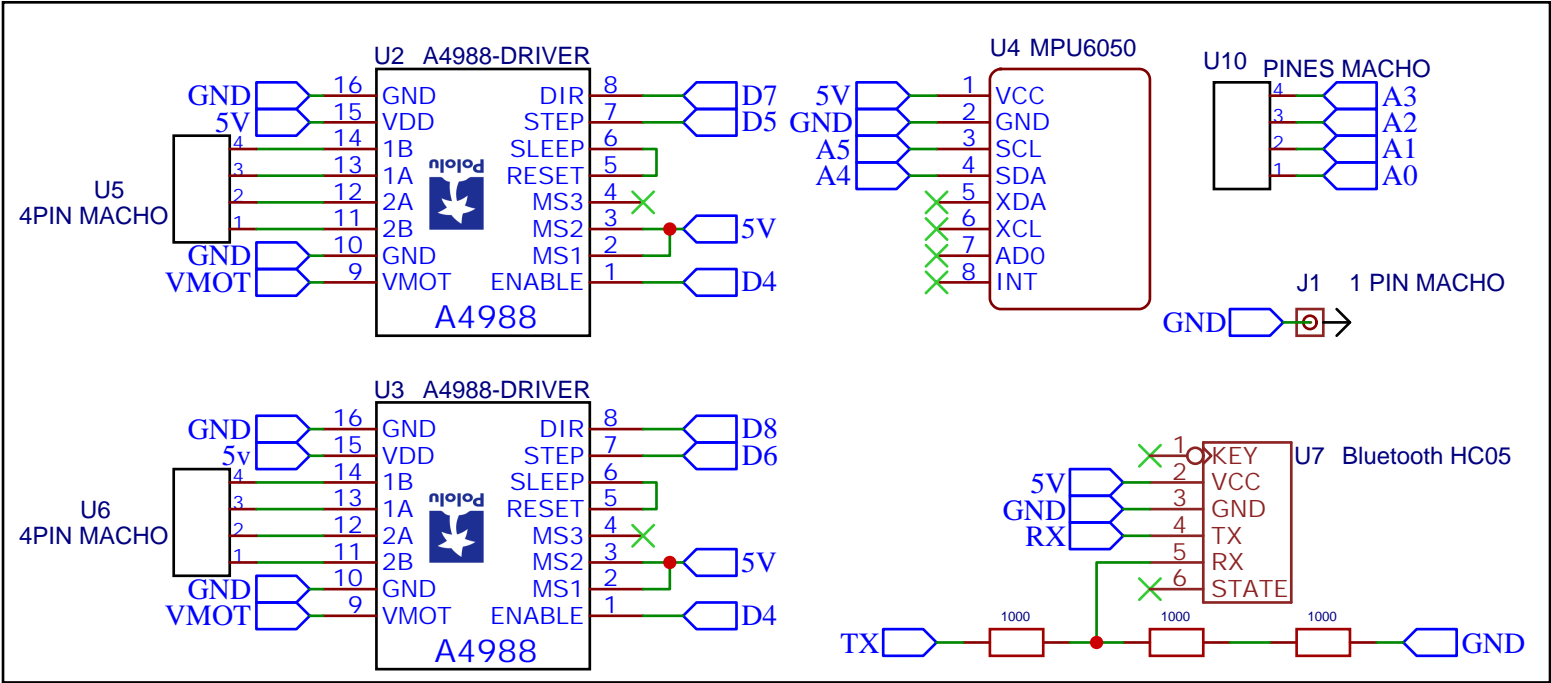 U2 A4988-DRIVER
GND 16 GND DIR 8 D7
5V 15 VDD STEP 7 D5
4 14 1B SLEEP 6
3 13 1A RESET 5
2 12 2A MS3 4
1 11 2B MS2 3 5V
GND 10 GND MS1 2
VMOT 9 VMOT ENABLE 1 D4
Pololu
A4988
U5
4PIN MACHO
U4 MPU6050
5V 1 VCC
GND 2 GND
A5 3 SCL
A4 4 SDA
5 XDA
6 XCL
7 AD0
8 INT
U10 PINES MACHO
4 A3
3 A2
2 A1
1 A0
J1 1 PIN MACHO
GND
U3 A4988-DRIVER
GND 16 GND DIR 8 D8
5v 15 VDD STEP 7 D6
4 14 1B SLEEP 6
3 13 1A RESET 5
2 12 2A MS3 4
1 11 2B MS2 3 5V
GND 10 GND MS1 2
VMOT 9 VMOT ENABLE 1 D4
Pololu
A4988
U6
4PIN MACHO
U7 Bluetooth HC05
1 KEY
5V 2 VCC
GND 3 GND
RX 4 TX
5 RX
6 STATE
1000 1000 1000
TX GND